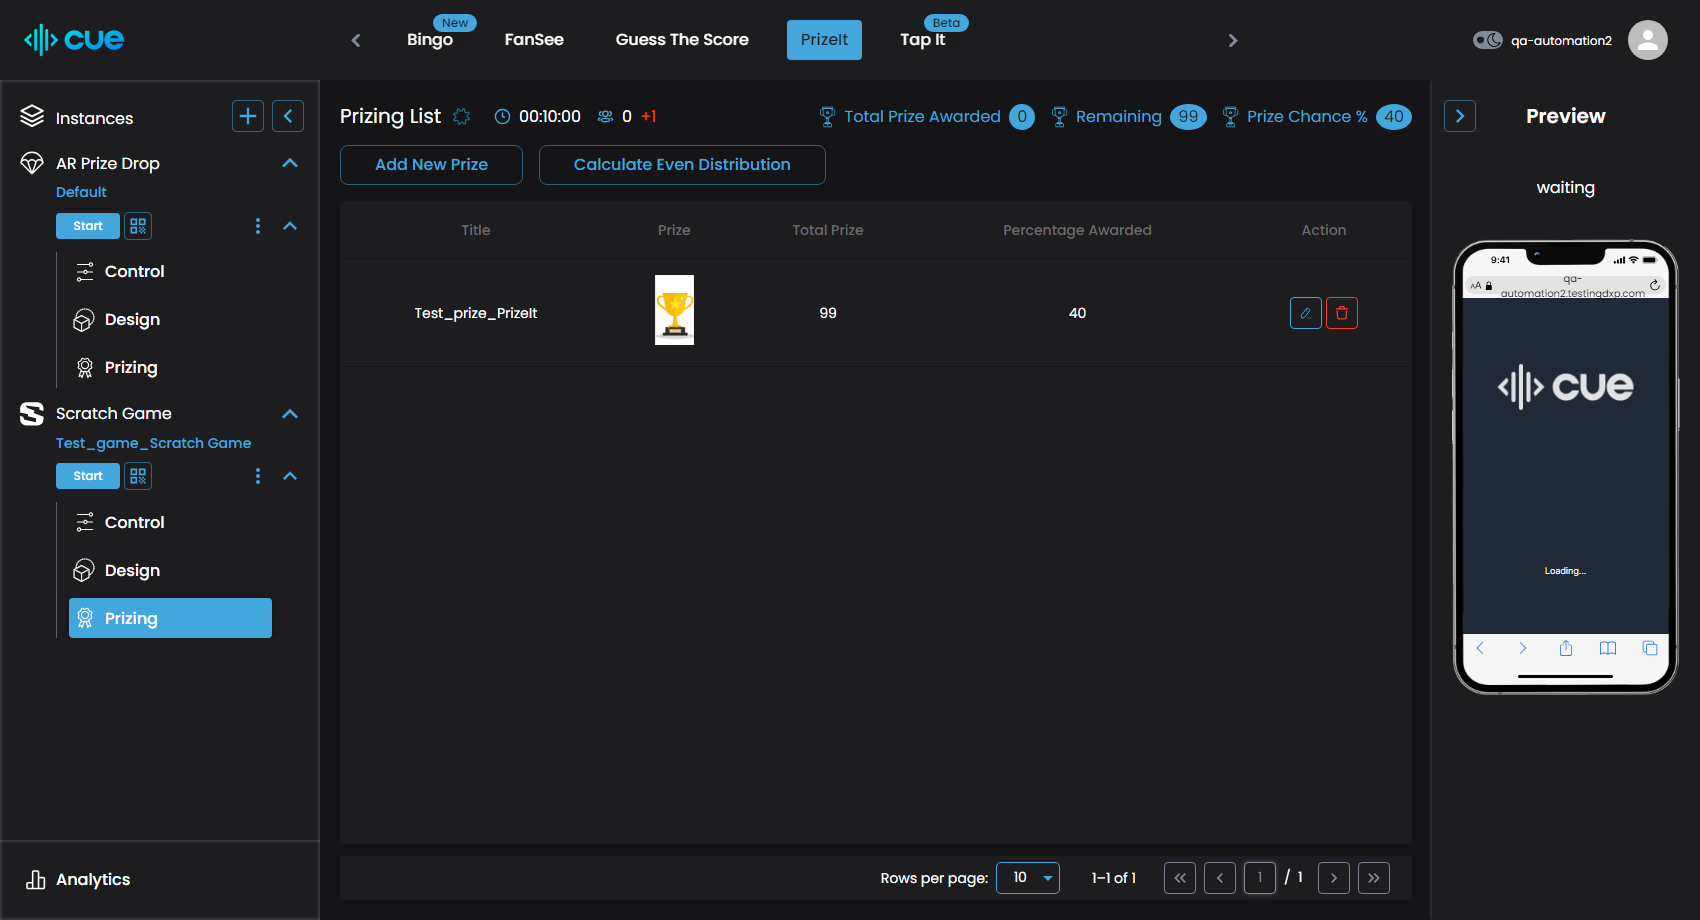 cue
New
Bingo
FanSee
Guess The Score
PrizeIt
Beta
Tap It
qa-automation2
Instances
AR Prize Drop
Default
Start
Control
Design
Prizing
Scratch Game
Test_game_Scratch Game
Start
Control
Design
Prizing
Analytics
Prizing List
00:10:00
0 +1
Total Prize Awarded 0
Remaining 99
Prize Chance % 40
Add New Prize
Calculate Even Distribution
Title Prize Total Prize Percentage Awarded Action
Test_prize_PrizeIt 99 40
Rows per page: 10
1–1 of 1
1 / 1
Preview
waiting
9:41
AA
qa-
automation2.testingdxp.com
cue
Loading...